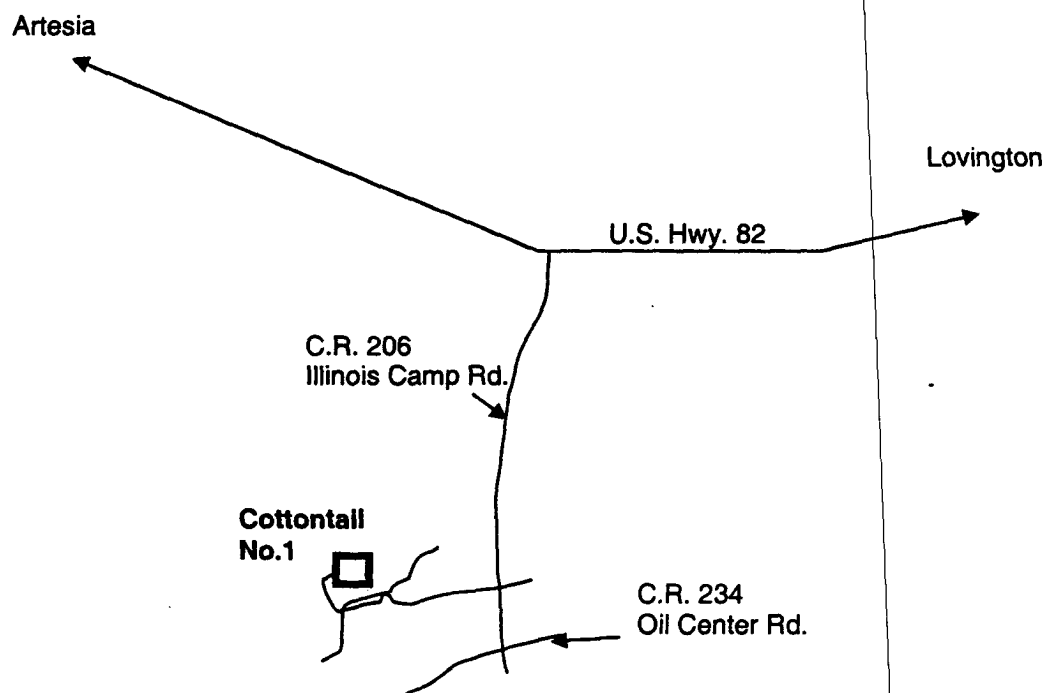 Artesia
Lovington
U.S. Hwy. 82
C.R. 206
Illinois Camp Rd.
Cottontail
No.1
C.R. 234
Oil Center Rd.